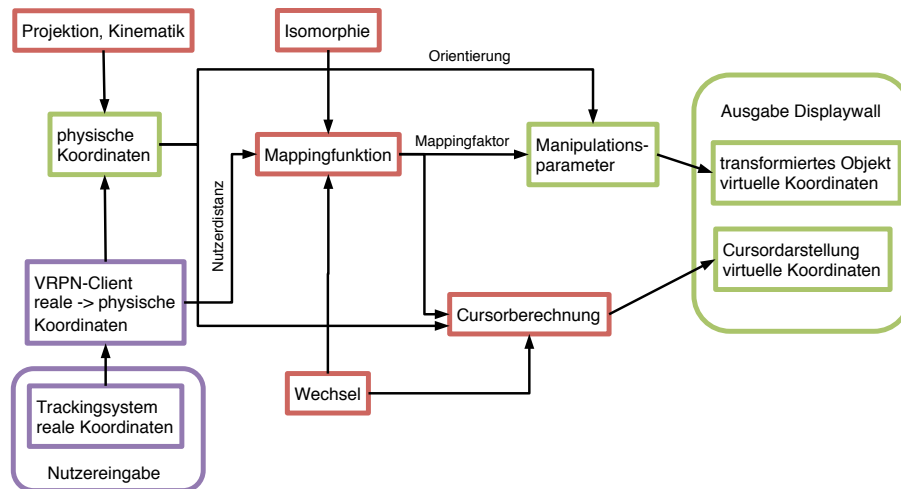 Projektion, Kinematik
Isomorphie
Orientierung
Ausgabe Displaywall
physische
Koordinaten
Mappingfunktion
Mappingfaktor
Manipulations-
parameter
transformiertes Objekt
virtuelle Koordinaten
Nutzerdistanz
Cursordarstellung
virtuelle Koordinaten
VRPN-Client
reale -> physische
Koordinaten
Cursorberechnung
Wechsel
Trackingsystem
reale Koordinaten
Nutzereingabe